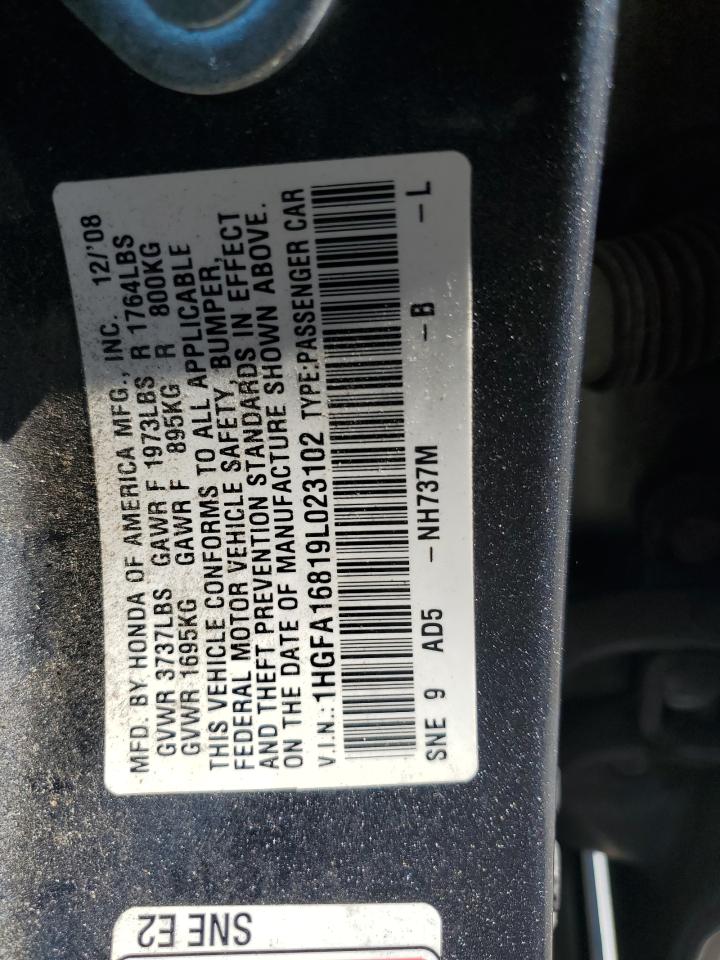 MFD. BY HONDA OF AMERICA MFG., INC. 12/'08
GVWR 3737LBS GAWR F 1973LBS R 1764LBS
GVWR 1695KG GAWR F 895KG R 800KG
THIS VEHICLE CONFORMS TO ALL APPLICABLE
FEDERAL MOTOR VEHICLE SAFETY, BUMPER,
AND THEFT PREVENTION STANDARDS IN EFFECT
ON THE DATE OF MANUFACTURE SHOWN ABOVE.
V.I.N.:1HGFA16819L023102 TYPE:PASSENGER CAR
SNE 9 AD5 -NH737M -B -L
SNE E2